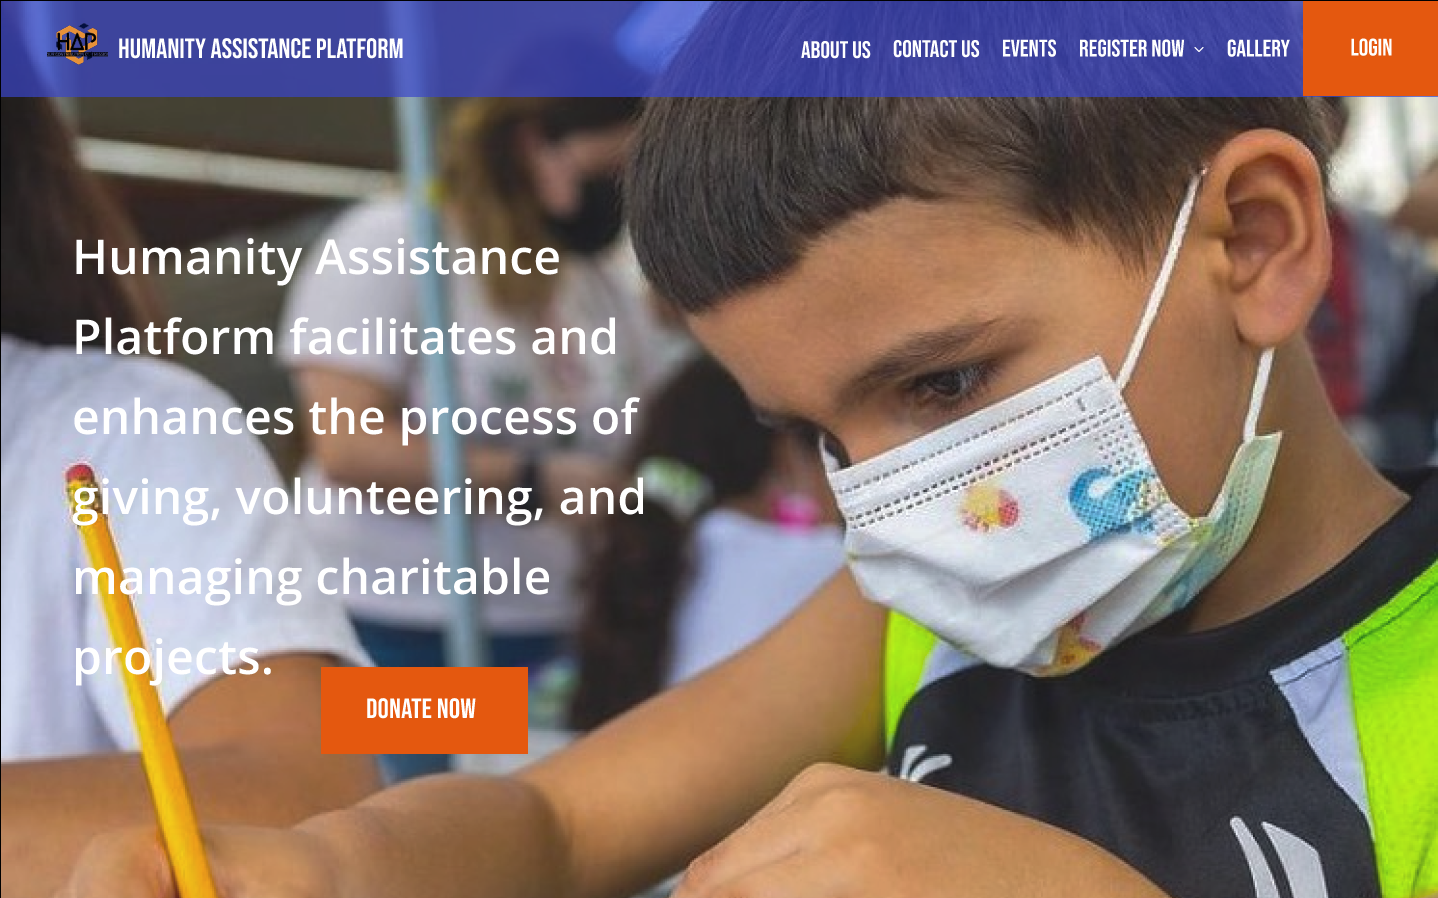 HAP
HUMANITY ASSISTANCE PLATFORM
ABOUT US
CONTACT US
EVENTS
REGISTER NOW
GALLERY
LOGIN
Humanity Assistance
Platform facilitates and
enhances the process of
giving, volunteering, and
managing charitable
projects.
DONATE NOW